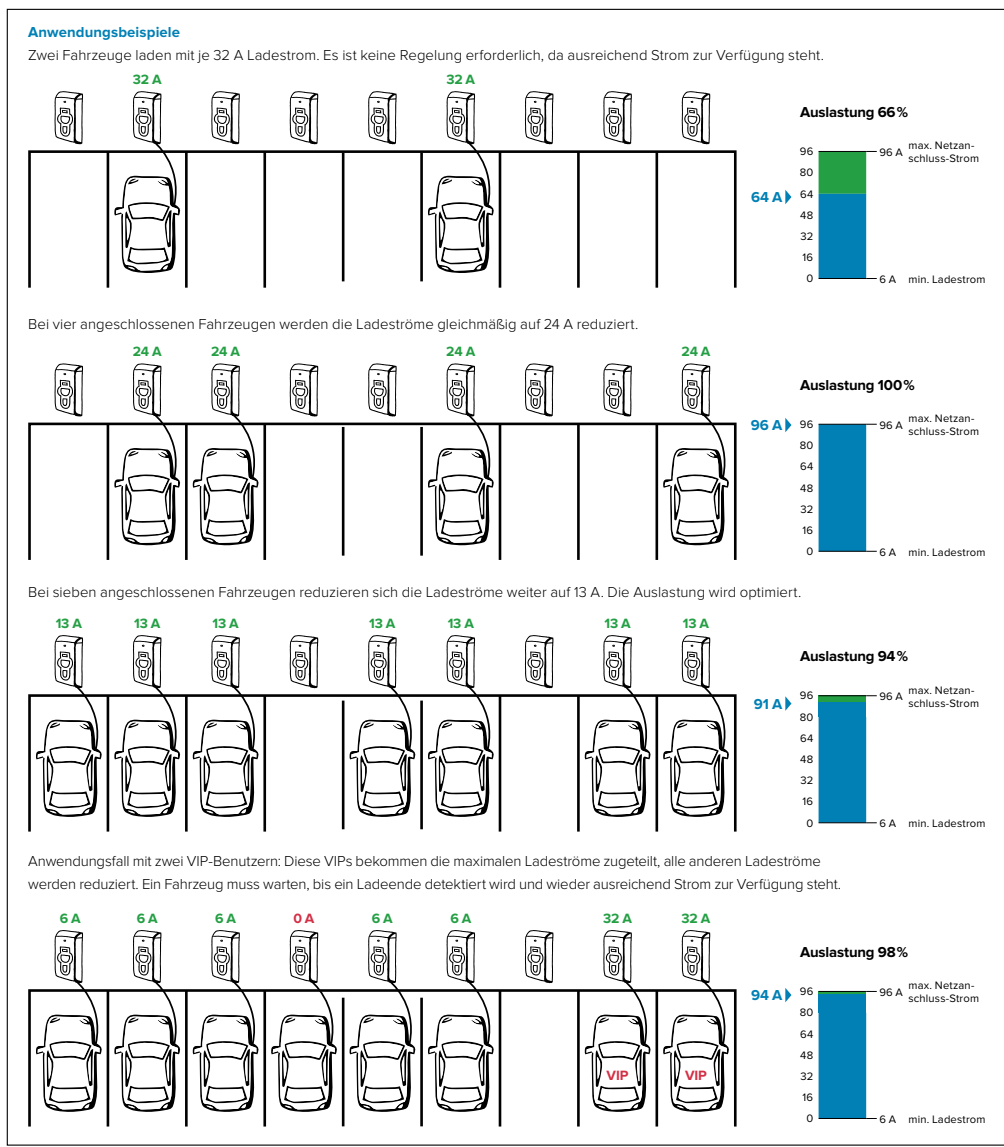 Anwendungsbeispiele
Zwei Fahrzeuge laden mit je 32 A Ladestrom. Es ist keine Regelung erforderlich, da ausreichend Strom zur Verfügung steht.
32 A 32 A
Auslastung 66%
96 96 A max. Netzan-
schluss-Strom
80
64 A 64
48
32
16
0 6 A min. Ladestrom
Bei vier angeschlossenen Fahrzeugen werden die Ladeströme gleichmäßig auf 24 A reduziert.
24 A 24 A 24 A 24 A
Auslastung 100%
96 A 96 96 A max. Netzan-
schluss-Strom
80
64
48
32
16
0 6 A min. Ladestrom
Bei sieben angeschlossenen Fahrzeugen reduzieren sich die Ladeströme weiter auf 13 A. Die Auslastung wird optimiert.
13 A 13 A 13 A 13 A 13 A 13 A 13 A
Auslastung 94%
96 96 A max. Netzan-
schluss-Strom
91 A
80
64
48
32
16
0 6 A min. Ladestrom
Anwendungsfall mit zwei VIP-Benutzern: Diese VIPs bekommen die maximalen Ladeströme zugeteilt, alle anderen Ladeströme
werden reduziert. Ein Fahrzeug muss warten, bis ein Ladeende detektiert wird und wieder ausreichend Strom zur Verfügung steht.
6 A 6 A 6 A 0 A 6 A 6 A 32 A 32 A
Auslastung 98%
94 A 96 96 A max. Netzan-
schluss-Strom
80
64
48
VIP VIP 32
16
0 6 A min. Ladestrom